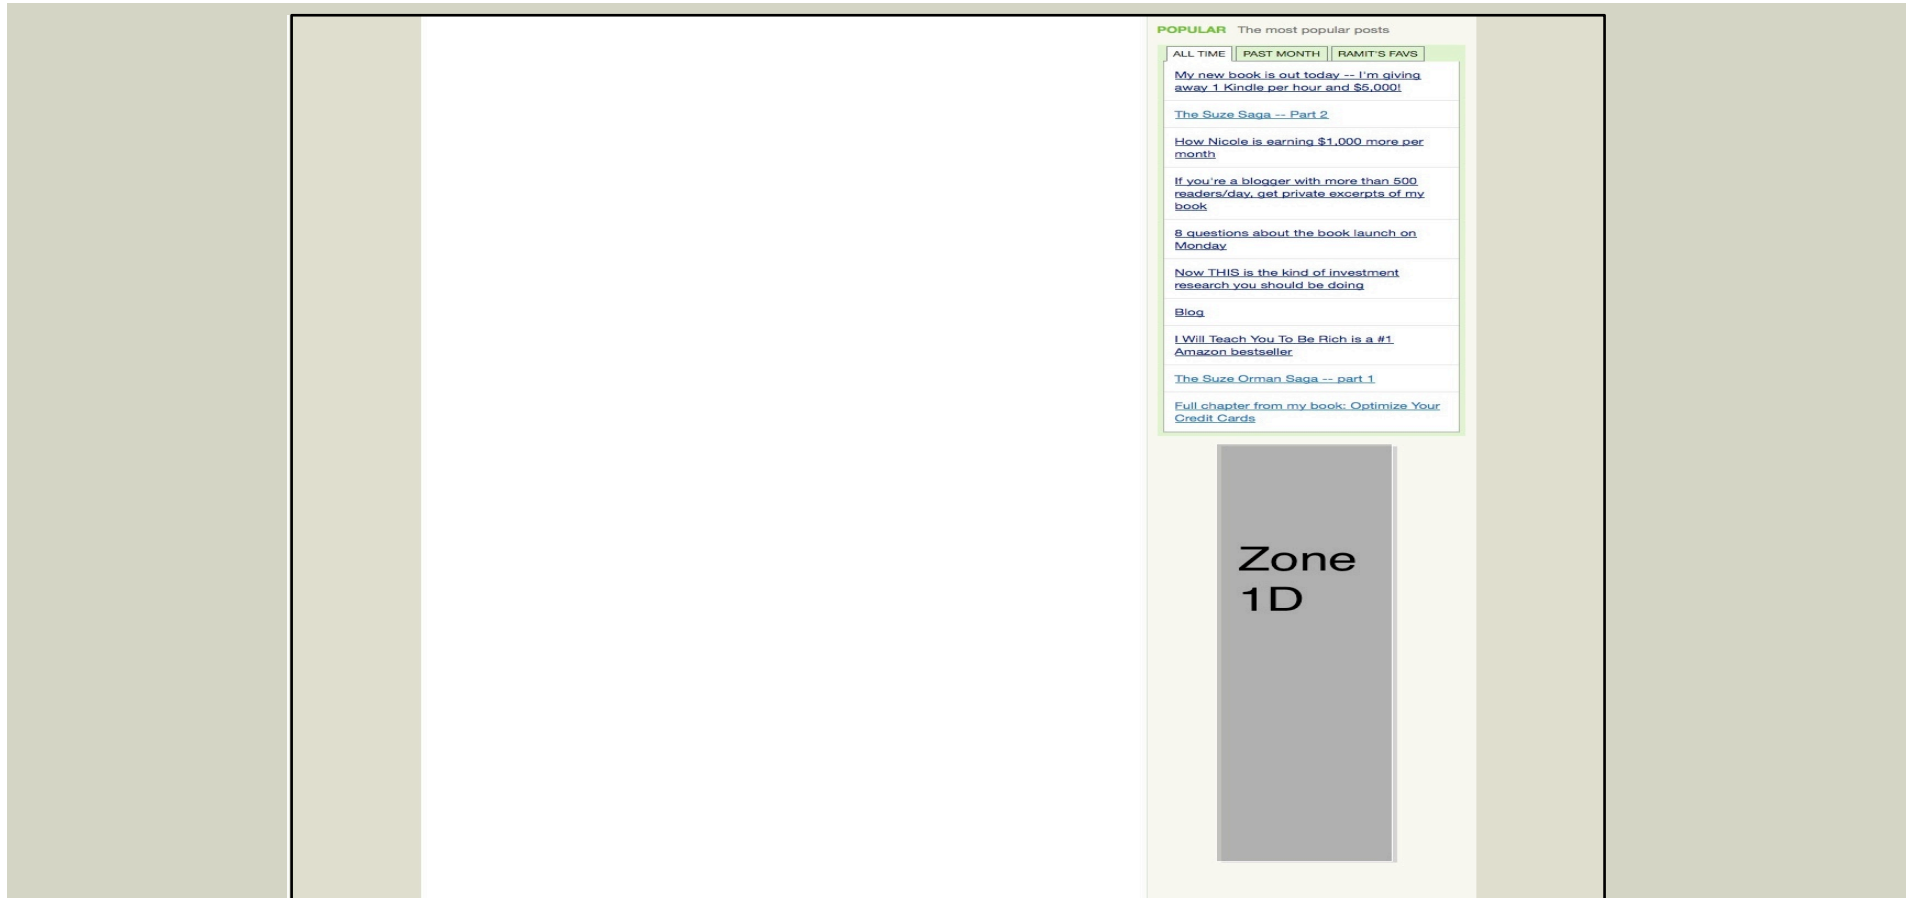 POPULAR The most popular posts
ALL TIME PAST MONTH RAMIT'S FAVS
My new book is out today -- I'm giving
away 1 Kindle per hour and $5,000!
The Suze Saga -- Part 2
How Nicole is earning $1,000 more per
month
If you're a blogger with more than 500
readers/day, get private excerpts of my
book
8 questions about the book launch on
Monday
Now THIS is the kind of investment
research you should be doing
Blog
I Will Teach You To Be Rich is a #1
Amazon bestseller
The Suze Orman Saga -- part 1
Full chapter from my book: Optimize Your
Credit Cards
Zone
1D